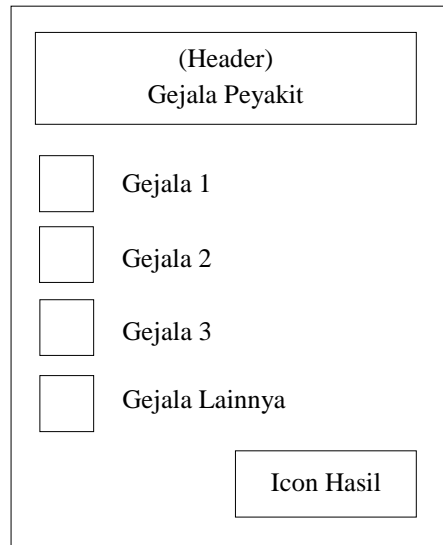 (Header)
Gejala Peyakit
Gejala 1
Gejala 2
Gejala 3
Gejala Lainnya
Icon Hasil